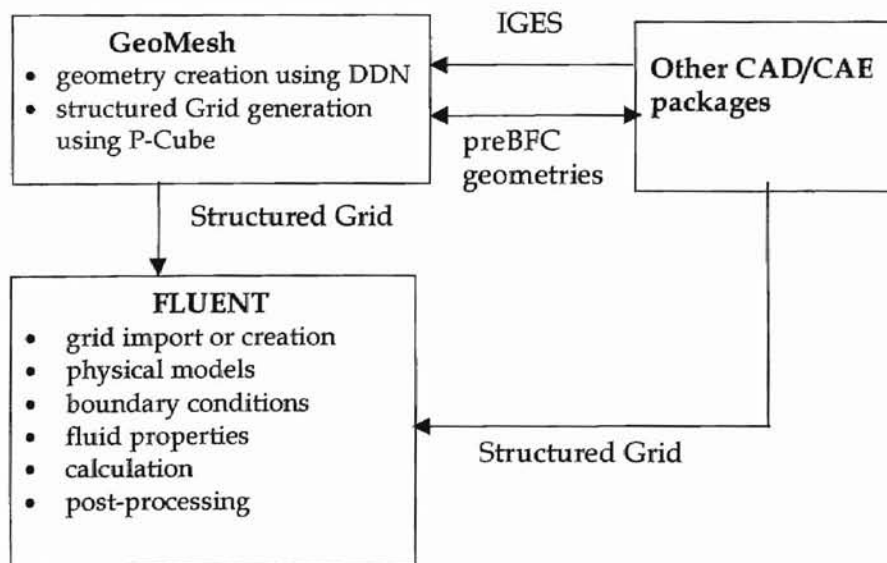 GeoMesh
• geometry creation using DDN
• structured Grid generation
using P-Cube
IGES
preBFC
geometries
Other CAD/CAE
packages
Structured Grid
FLUENT
• grid import or creation
• physical models
• boundary conditions
• fluid properties
• calculation
• post-processing
Structured Grid